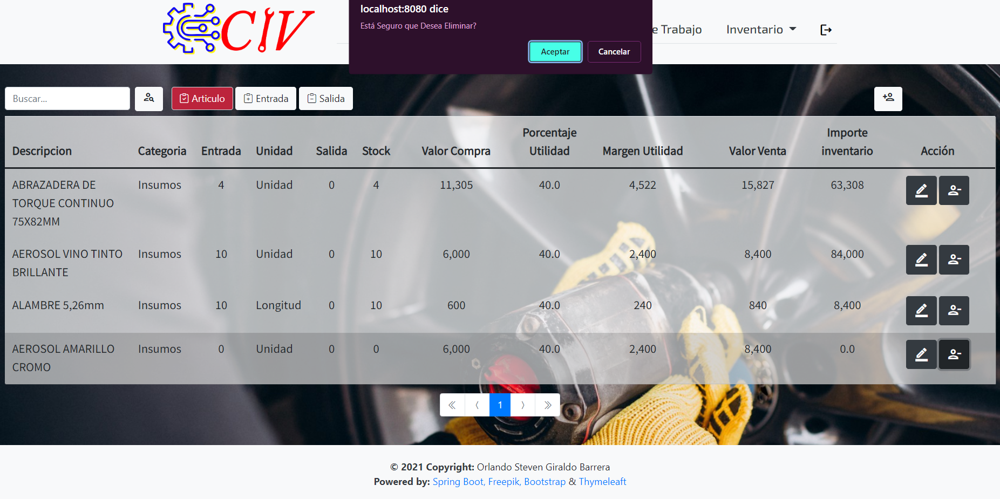 CIV
localhost:8080 dice
Está Seguro que Desea Eliminar?
Aceptar Cancelar
e Trabajo Inventario
Buscar... Articulo Entrada Salida
Descripcion Categoria Entrada Unidad Salida Stock Valor Compra Porcentaje Utilidad Margen Utilidad Valor Venta Importe inventario Acción
ABRAZADERA DE TORQUE CONTINUO 75X82MM Insumos 4 Unidad 0 4 11,305 40.0 4,522 15,827 63,308
AEROSOL VINO TINTO BRILLANTE Insumos 10 Unidad 0 10 6,000 40.0 2,400 8,400 84,000
ALAMBRE 5,26mm Insumos 10 Longitud 0 10 600 40.0 240 840 8,400
AEROSOL AMARILLO CROMO Insumos 0 Unidad 0 0 6,000 40.0 2,400 8,400 0.0
1
© 2021 Copyright: Orlando Steven Giraldo Barrera
Powered by: Spring Boot, Freepik, Bootstrap & Thymeleaft